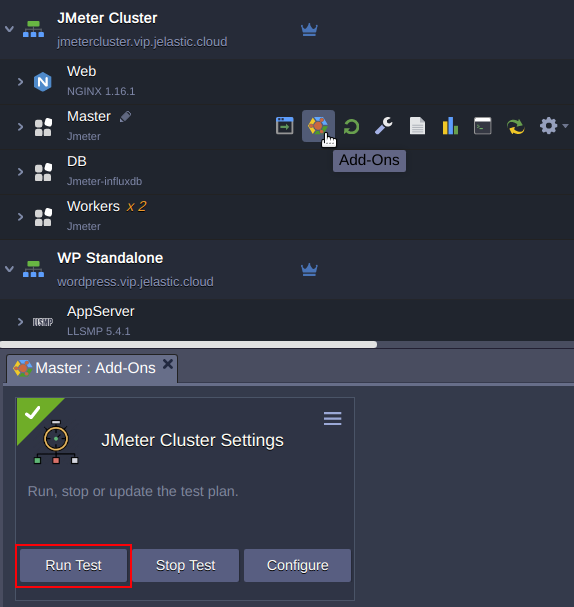 JMeter Cluster
jmetercluster.vip.jelastic.cloud
Web
NGINX 1.16.1
Master
Jmeter
Add-Ons
DB
Jmeter-influxdb
Workers x 2
Jmeter
WP Standalone
wordpress.vip.jelastic.cloud
AppServer
LLSMP
LLSMP 5.4.1
Master : Add-Ons
JMeter Cluster Settings
Run, stop or update the test plan.
Run Test Stop Test Configure